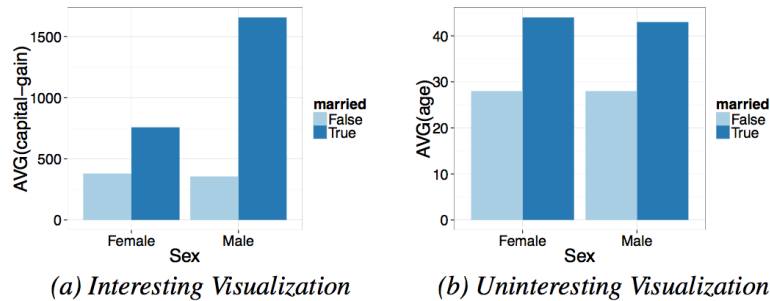 AVG(capital−gain)
1500
1000
500
0
Female
Male
Sex
married
False
True
(a) Interesting Visualization
AVG(age)
40
30
20
10
0
Female
Male
Sex
married
False
True
(b) Uninteresting Visualization